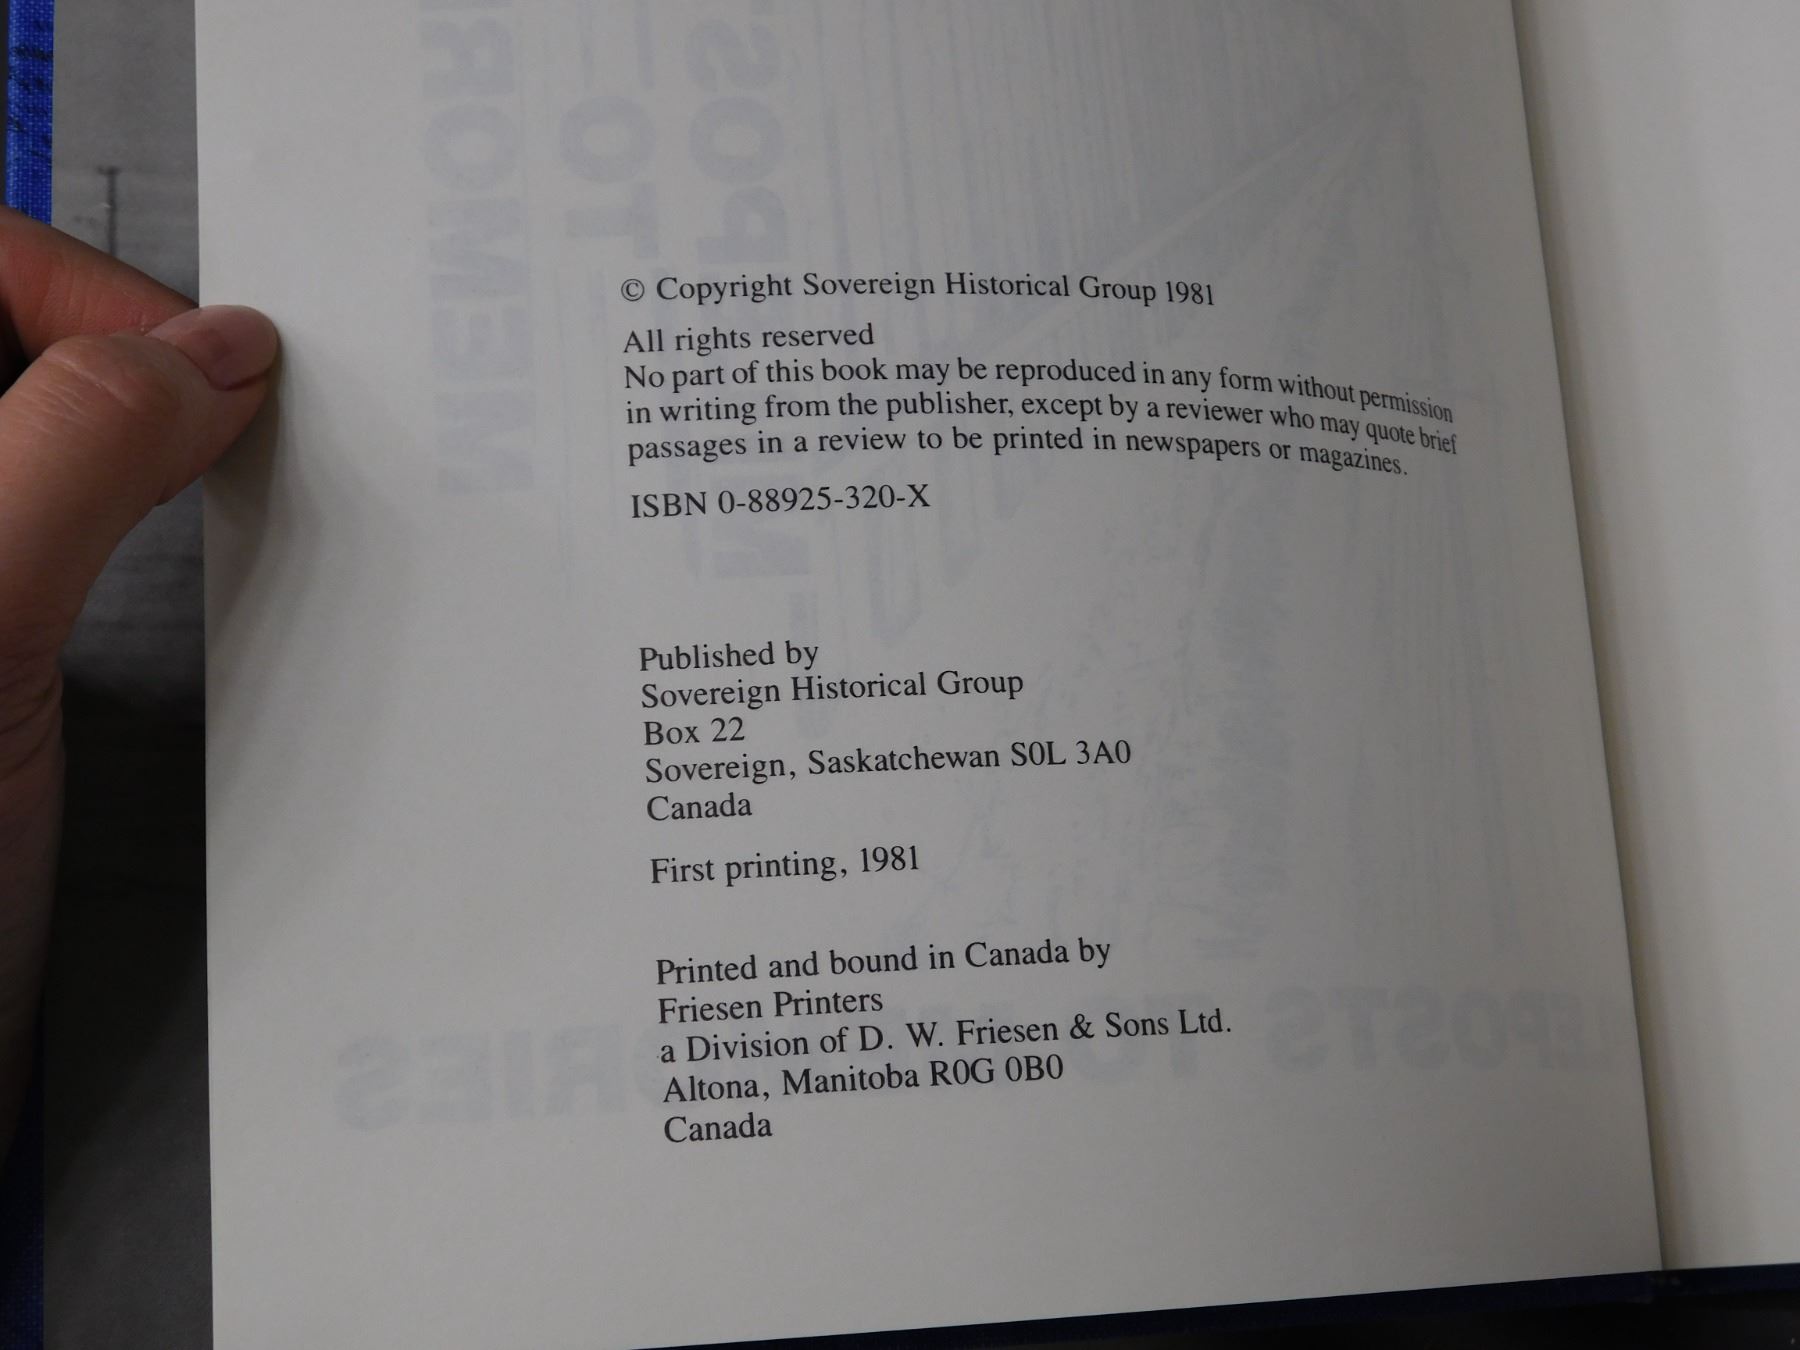 © Copyright Sovereign Historical Group 1981
All rights reserved
No part of this book may be reproduced in any form without permission
in writing from the publisher, except by a reviewer who may quote brief
passages in a review to be printed in newspapers or magazines.
ISBN 0-88925-320-X
Published by
Sovereign Historical Group
Box 22
Sovereign, Saskatchewan S0L 3A0
Canada
First printing, 1981
Printed and bound in Canada by
Friesen Printers
a Division of D. W. Friesen & Sons Ltd.
Altona, Manitoba R0G 0B0
Canada